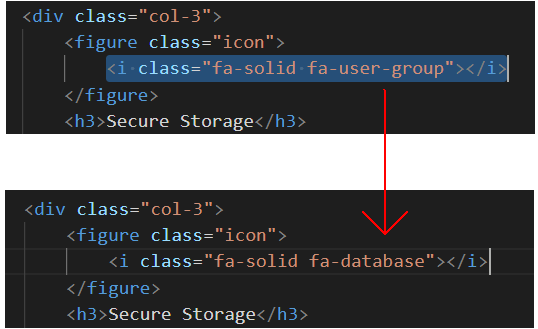 <div class="col-3">
<figure class="icon">
<i class="fa-solid fa-user-group"></i>
</figure>
<h3>Secure Storage</h3>
<div class="col-3">
<figure class="icon">
<i class="fa-solid fa-database"></i>
</figure>
<h3>Secure Storage</h3>